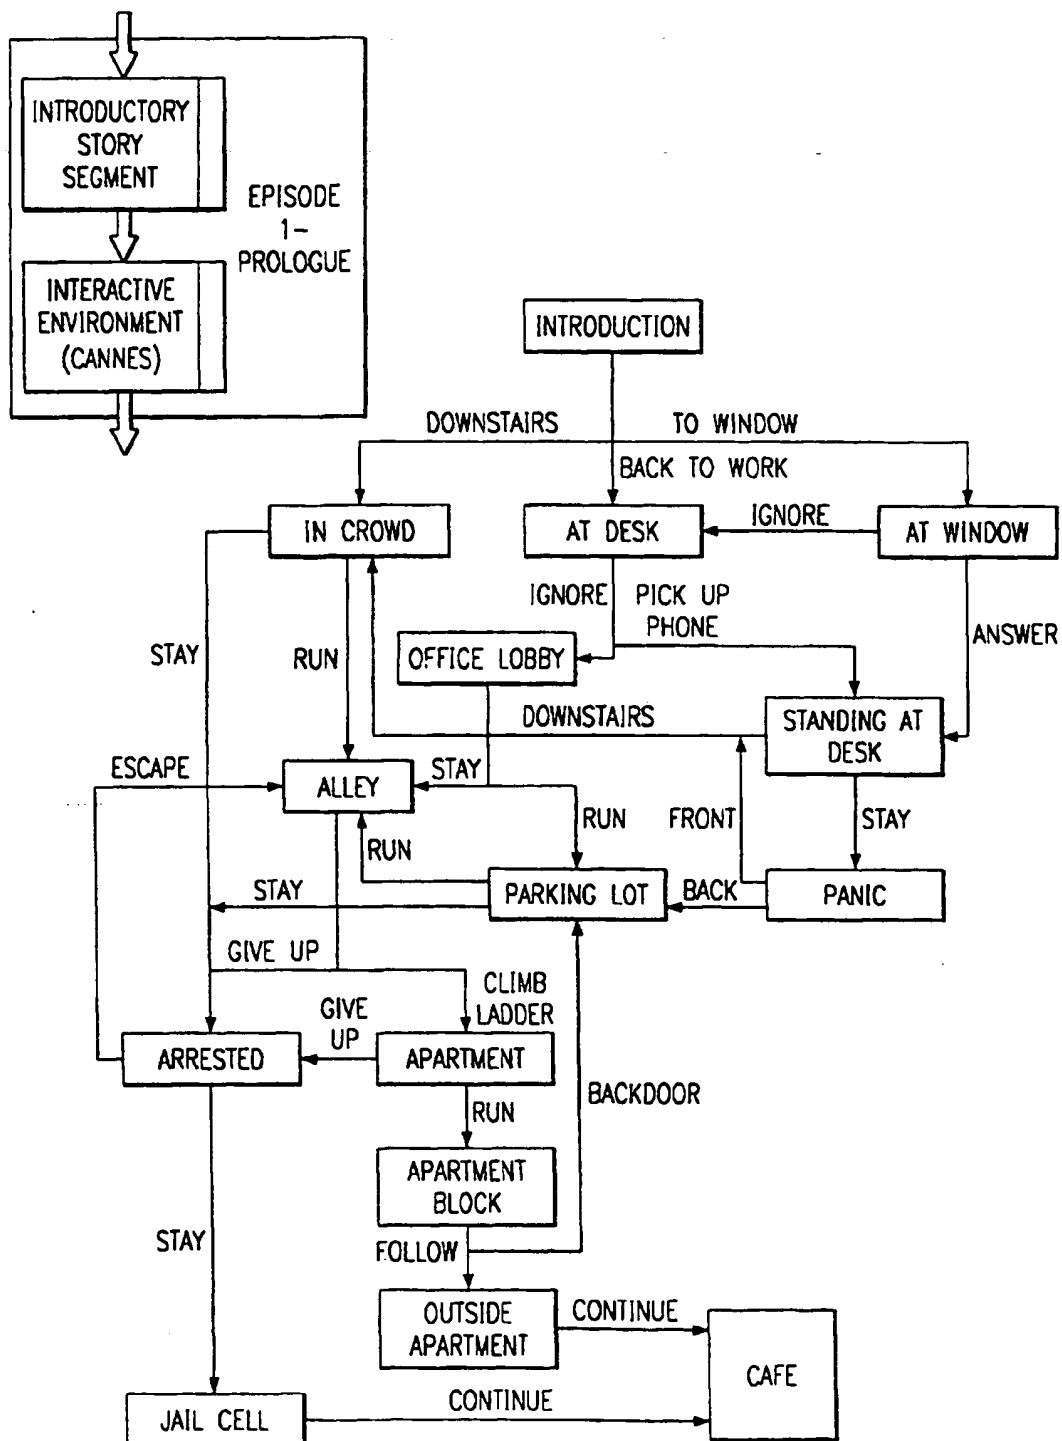 INTRODUCTORY
STORY
SEGMENT
EPISODE
1-
PROLOGUE
INTERACTIVE
ENVIRONMENT
(CANNES)
INTRODUCTION
DOWNSTAIRS
TO WINDOW
BACK TO WORK
IN CROWD
AT DESK
IGNORE
AT WINDOW
IGNORE
PICK UP
PHONE
ANSWER
STAY
RUN
OFFICE LOBBY
DOWNSTAIRS
STANDING AT
DESK
ESCAPE
ALLEY
STAY
RUN
FRONT
STAY
RUN
STAY
PARKING LOT
BACK
PANIC
GIVE UP
CLIMB
LADDER
GIVE
UP
ARRESTED
APARTMENT
BACKDOOR
RUN
APARTMENT
BLOCK
STAY
FOLLOW
OUTSIDE
APARTMENT
CONTINUE
CAFE
JAIL CELL
CONTINUE